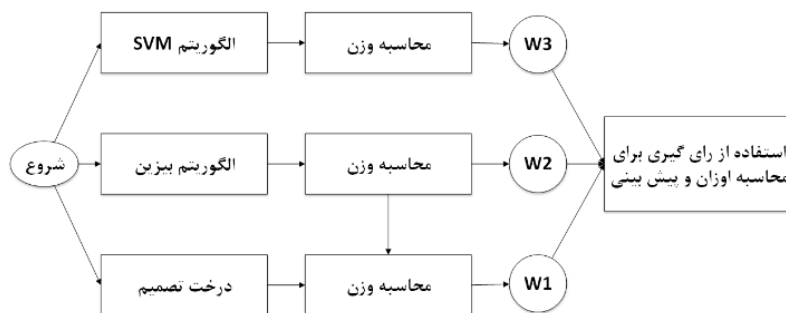 الگوریتم SVM
محاسبه وزن
W3
شروع
الگوریتم بیزین
محاسبه وزن
W2
استفاده از رای گیری برای
محاسبه اوزان و پیش بینی
درخت تصمیم
محاسبه وزن
W1